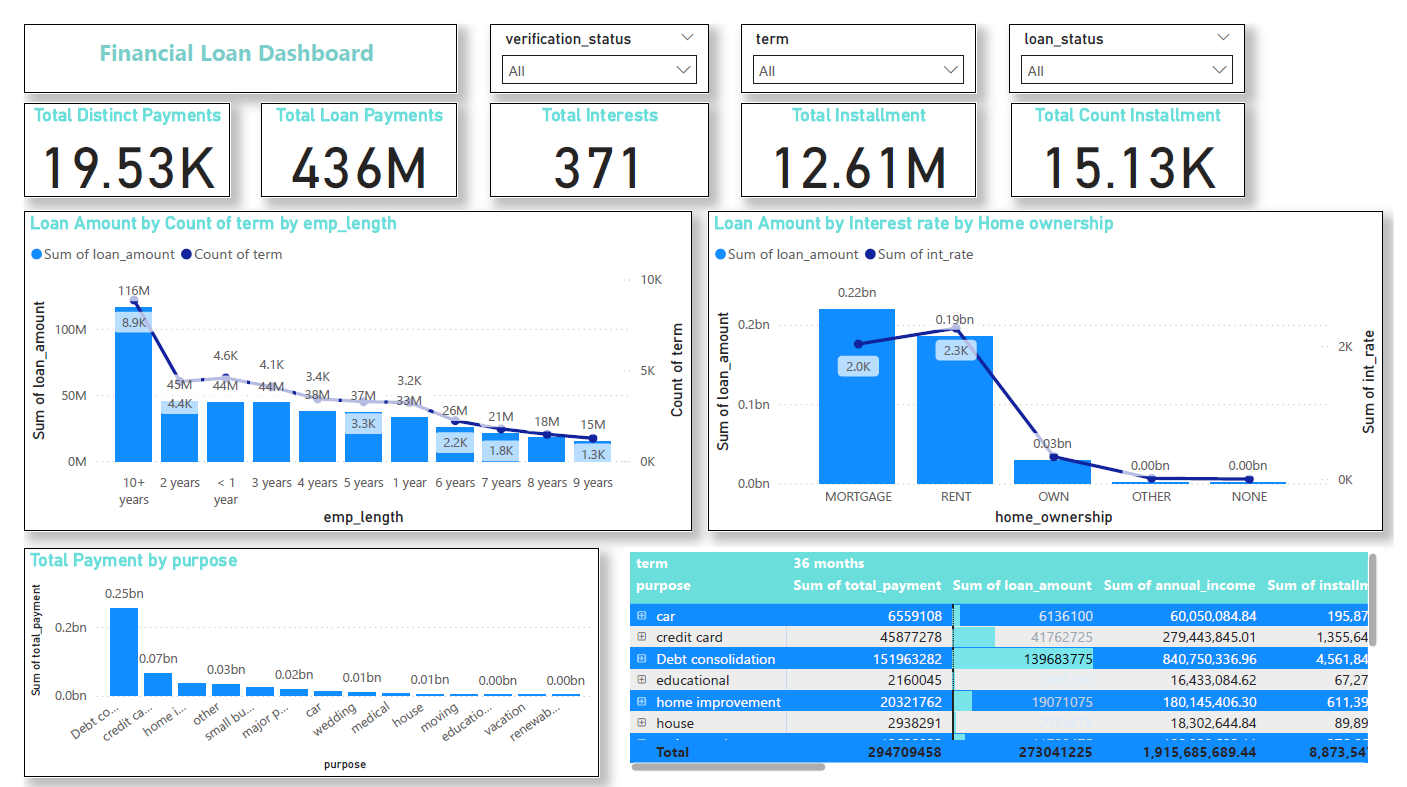 Financial Loan Dashboard
verification_status
All
term
All
loan_status
All
Total Distinct Payments
19.53K
Total Loan Payments
436M
Total Interests
371
Total Installment
12.61M
Total Count Installment
15.13K
Loan Amount by Count of term by emp_length
Sum of loan_amount Count of term
Sum of loan_amount
100M
50M
0M
116M
8.9K
45M
4.4K
4.6K
44M
4.1K
44M
3.4K
38M
37M
3.3K
3.2K
33M
26M
2.2K
21M
1.8K
18M
15M
1.3K
10K
5K
0K
Count of term
10+ years
2 years
< 1 year
3 years
4 years
5 years
1 year
6 years
7 years
8 years
9 years
emp_length
Loan Amount by Interest rate by Home ownership
Sum of loan_amount Sum of int_rate
Sum of loan_amount
0.2bn
0.1bn
0.0bn
0.22bn
2.0K
0.19bn
2.3K
0.03bn
0.00bn
0.00bn
2K
0K
Sum of int_rate
MORTGAGE RENT OWN OTHER NONE
home_ownership
Total Payment by purpose
Sum of total_payment
0.2bn
0.0bn
0.25bn
0.07bn
0.03bn
0.02bn
0.01bn
0.01bn
0.00bn
0.00bn
Debt co...
credit ca...
home i...
other
small bu...
major p...
car
wedding
medical
house
moving
educatio...
vacation
renewab...
purpose
term 36 months
purpose Sum of total_payment Sum of loan_amount Sum of annual_income Sum of installm
car 6559108 6136100 60,050,084.84 195,87
credit card 45877278 41762725 279,443,845.01 1,355,64
Debt consolidation 151963282 139683775 840,750,336.96 4,561,84
educational 2160045 16,433,084.62 67,27
home improvement 20321762 19071075 180,145,406.30 611,39
house 2938291 18,302,644.84 89,89
Total 294709458 273041225 1,915,685,689.44 8,873,54